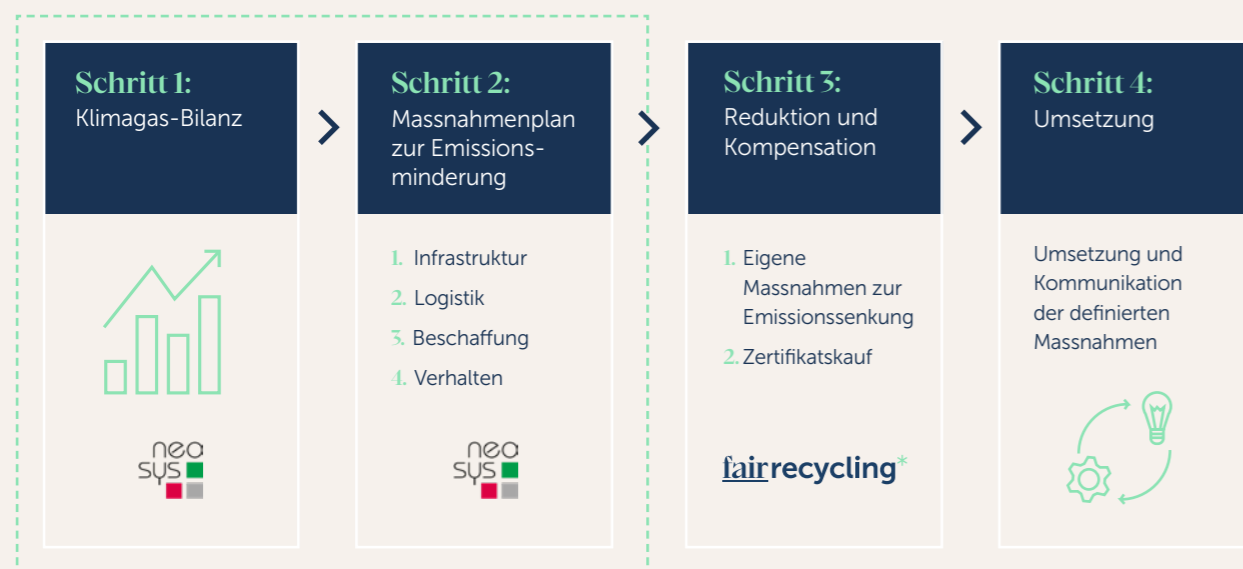 Schritt 1:
Klimagas-Bilanz
Schritt 2:
Massnahmenplan
zur Emissions-
minderung
1. Infrastruktur
2. Logistik
3. Beschaffung
4. Verhalten
Schritt 3:
Reduktion und
Kompensation
1. Eigene
Massnahmen zur
Emissionssenkung
2. Zertifikatskauf
Schritt 4:
Umsetzung
Umsetzung und
Kommunikation
der definierten
Massnahmen
neo
sys
neo
sys
fairrecycling*